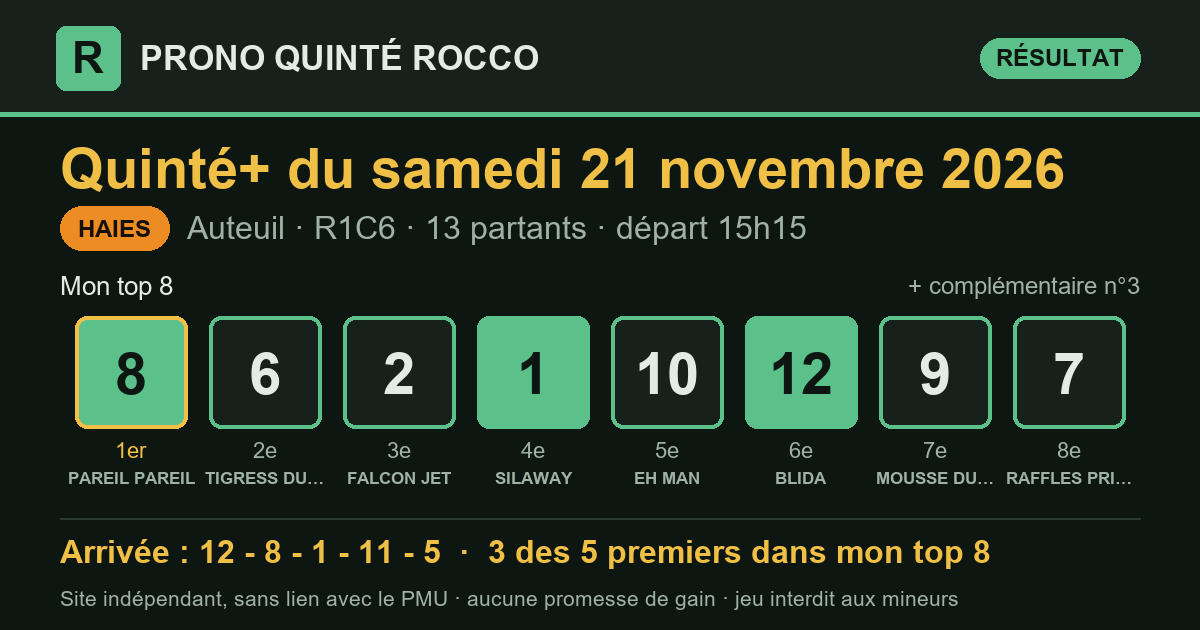 R PRONO QUINTÉ ROCCO RÉSULTAT
Quinté+ du samedi 21 novembre 2026
HAIES Auteuil · R1C6 · 13 partants · départ 15h15
Mon top 8 + complémentaire n°3
8 6 2 1 10 12 9 7
1er 2e 3e 4e 5e 6e 7e 8e
PAREIL PAREIL TIGRESS DU... FALCON JET SILAWAY EH MAN BLIDA MOUSSE DU... RAFFLES PRI...
Arrivée : 12 - 8 - 1 - 11 - 5 · 3 des 5 premiers dans mon top 8
Site indépendant, sans lien avec le PMU · aucune promesse de gain · jeu interdit aux mineurs